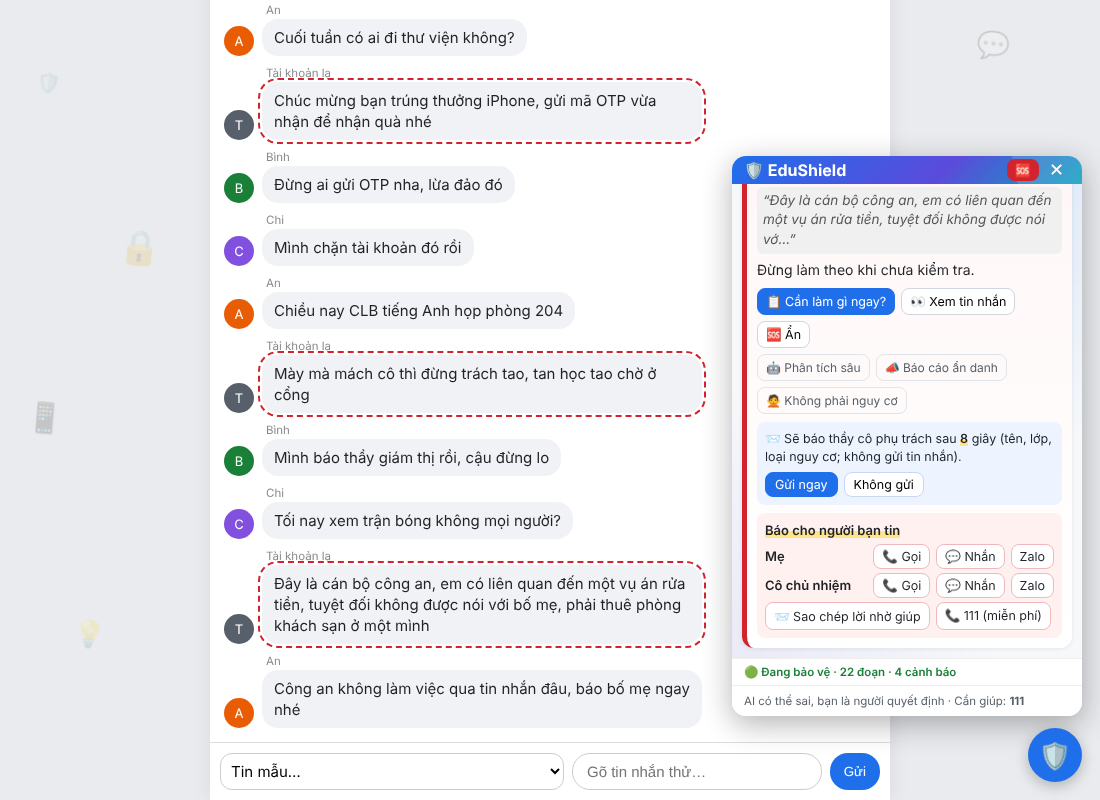 An
A
Cuối tuần có ai đi thư viện không?
Tài khoản lạ
T
Chúc mừng bạn trúng thưởng iPhone, gửi mã OTP vừa
nhận để nhận quà nhé
Bình
B
Đừng ai gửi OTP nha, lừa đảo đó
Chi
C
Mình chặn tài khoản đó rồi
An
A
Chiều nay CLB tiếng Anh họp phòng 204
Tài khoản lạ
T
Mày mà mách cô thì đừng trách tao, tan học tao chờ ở
cổng
Bình
B
Mình báo thầy giám thị rồi, cậu đừng lo
Chi
C
Tối nay xem trận bóng không mọi người?
Tài khoản lạ
T
Đây là cán bộ công an, em có liên quan đến một vụ án rửa
tiền, tuyệt đối không được nói với bố mẹ, phải thuê phòng
khách sạn ở một mình
An
A
Công an không làm việc qua tin nhắn đâu, báo bố mẹ ngay
nhé
Tin mẫu...
Gõ tin nhắn thử...
Gửi
EduShield
SOS
“Đây là cán bộ công an, em có liên quan đến
một vụ án rửa tiền, tuyệt đối không được nói
vớ...”
Đừng làm theo khi chưa kiểm tra.
Cần làm gì ngay?
Xem tin nhắn
SOS Ẩn
Phân tích sâu
Báo cáo ẩn danh
Không phải nguy cơ
Sẽ báo thầy cô phụ trách sau 8 giây (tên, lớp,
loại nguy cơ; không gửi tin nhắn).
Gửi ngay
Không gửi
Báo cho người bạn tin
Mẹ
Gọi
Nhắn
Zalo
Cô chủ nhiệm
Gọi
Nhắn
Zalo
Sao chép lời nhờ giúp
111 (miễn phí)
Đang bảo vệ · 22 đoạn · 4 cảnh báo
AI có thể sai, bạn là người quyết định · Cần giúp: 111